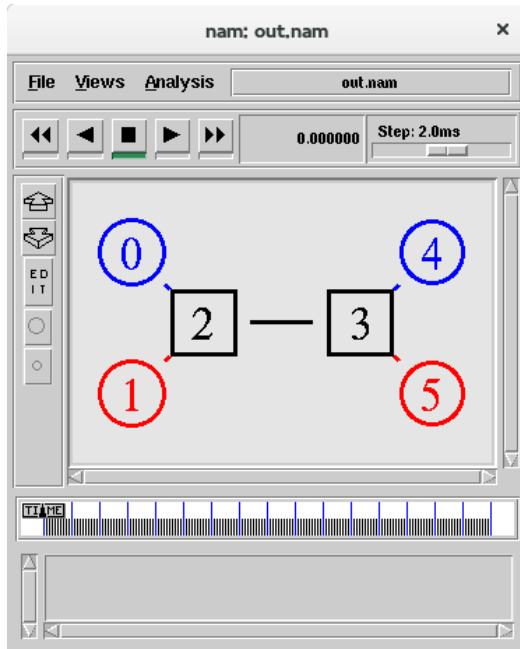 nam: out.nam
File Views Analysis out.nam
0.000000 Step: 2.0ms
E D
I T
0 4
2 3
1 5
TIME